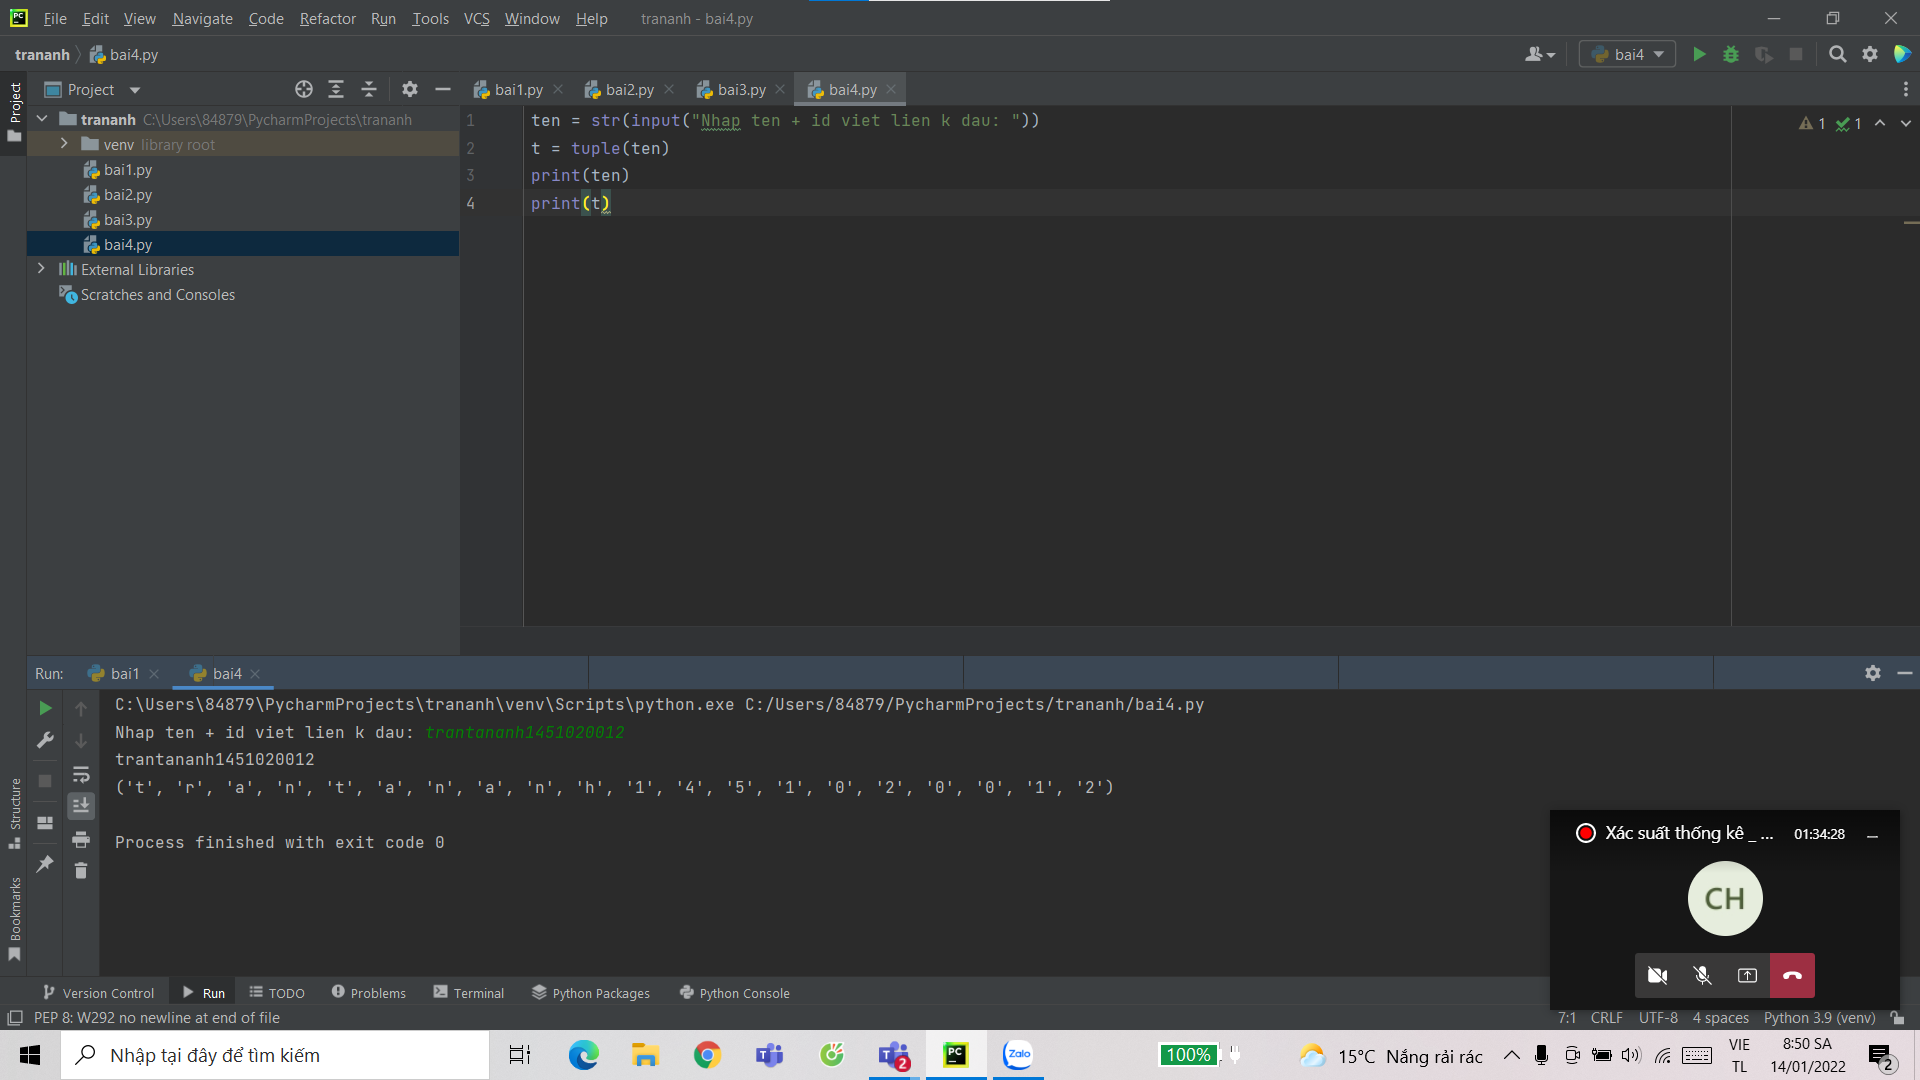 PC File Edit View Navigate Code Refactor Run Tools VCS Window Help trananh - bai4.py
trananh bai4.py bai4
Project bai1.py bai2.py bai3.py bai4.py
Project
trananh C:\Users\84879\PycharmProjects\trananh
venv library root
bai1.py
bai2.py
bai3.py
bai4.py
External Libraries
Scratches and Consoles
1 ten = str(input("Nhap ten + id viet lien k dau: "))
2 t = tuple(ten)
3 print(ten)
4 print(t)
1 1
Run: bai1 bai4
C:\Users\84879\PycharmProjects\trananh\venv\Scripts\python.exe C:/Users/84879/PycharmProjects/trananh/bai4.py
Nhap ten + id viet lien k dau: trantananh1451020012
trantananh1451020012
('t', 'r', 'a', 'n', 't', 'a', 'n', 'a', 'n', 'h', '1', '4', '5', '1', '0', '2', '0', '0', '1', '2')
Process finished with exit code 0
Structure
Bookmarks
Xác suất thống kê _ ... 01:34:28
CH
Version Control Run TODO Problems Terminal Python Packages Python Console
PEP 8: W292 no newline at end of file 7:1 CRLF UTF-8 4 spaces Python 3.9 (venv)
Nhập tại đây để tìm kiếm 2 PC Zalo 100% 15°C Nắng rải rác VIE 8:50 SA
TL 14/01/2022 2